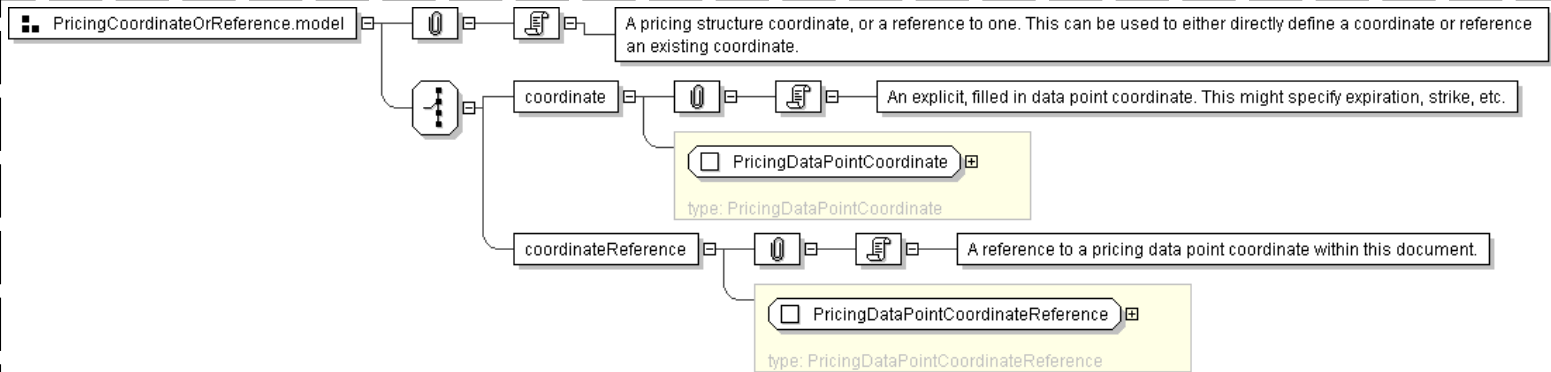 PricingCoordinateOrReference.model
A pricing structure coordinate, or a reference to one. This can be used to either directly define a coordinate or reference
an existing coordinate.
coordinate
An explicit, filled in data point coordinate. This might specify expiration, strike, etc.
PricingDataPointCoordinate
type: PricingDataPointCoordinate
coordinateReference
A reference to a pricing data point coordinate within this document.
PricingDataPointCoordinateReference
type: PricingDataPointCoordinateReference